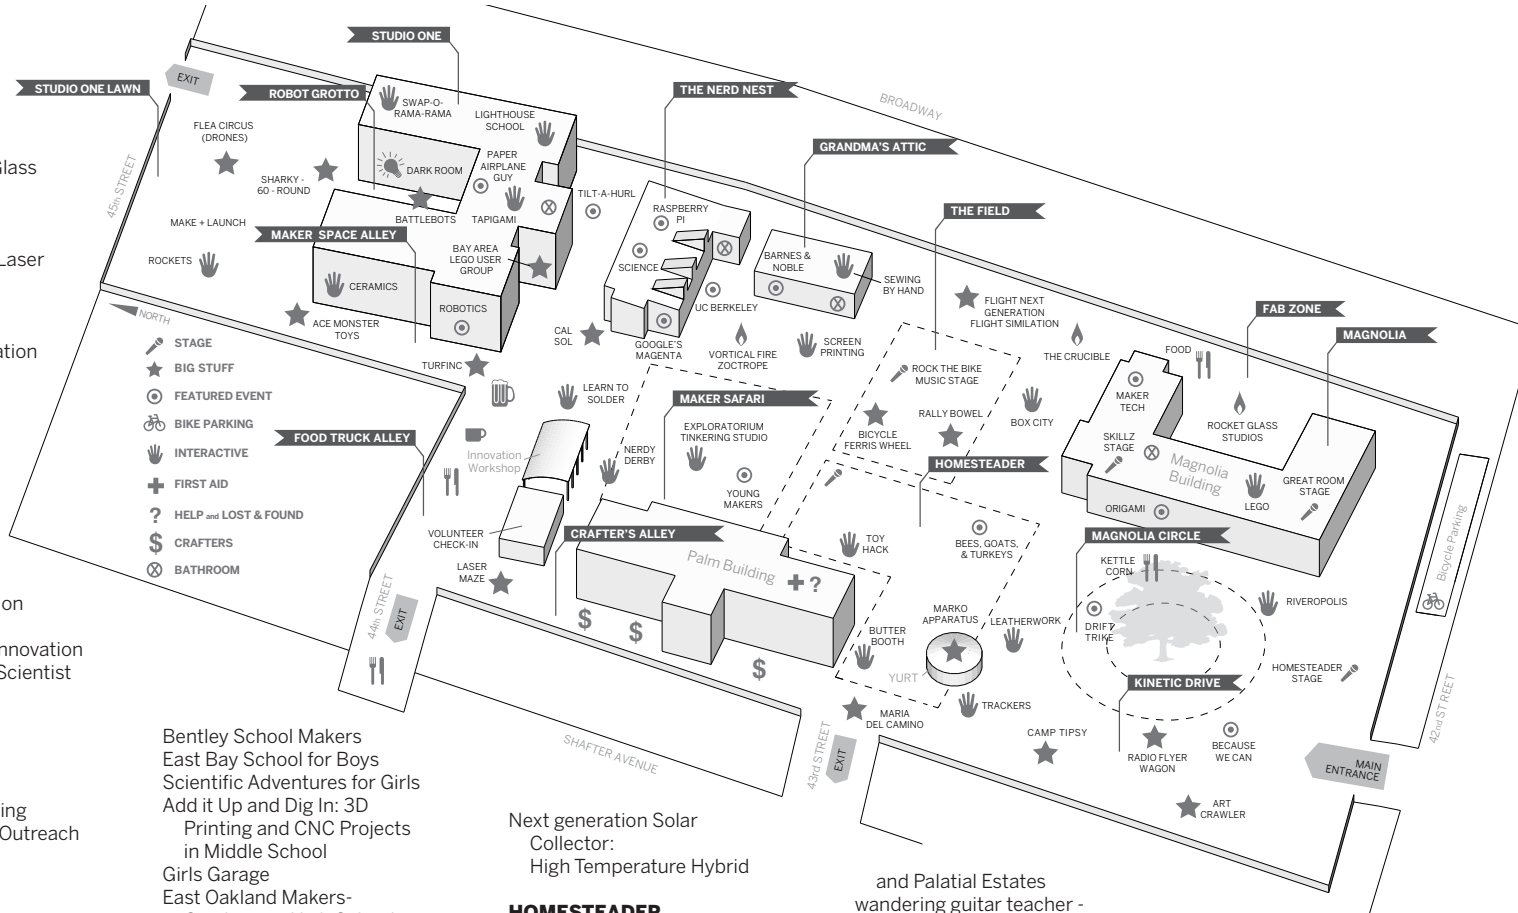 STUDIO ONE
EXIT
STUDIO ONE LAWN
ROBOT GROTTO
THE NERD NEST
BROADWAY
SWAP-O-
RAMA-RAMA
LIGHTHOUSE
SCHOOL
FLEA CIRCUS
(DRONES)
GRANDMA'S ATTIC
45th STREET
SHARKY -
60 - ROUND
DARK ROOM
PAPER
AIRPLANE
GUY
TILT-A-HURL
BATTLEBOTS
TAPIGAMI
RASPBERRY
PI
THE FIELD
MAKE + LAUNCH
MAKER SPACE ALLEY
ROCKETS
BAY AREA
LEGO USER
GROUP
SCIENCE
BARNES &
NOBLE
SEWING
BY HAND
CERAMICS
ROBOTICS
UC BERKELEY
FLIGHT NEXT
GENERATION
FLIGHT SIMILATION
FAB ZONE
MAGNOLIA
NORTH
ACE MONSTER
TOYS
CAL
SOL
GOOGLE'S
MAGENTA
VORTICAL FIRE
ZOCTROPE
SCREEN
PRINTING
THE CRUCIBLE
FOOD
TURFINC
LEARN TO
SOLDER
ROCK THE BIKE
MUSIC STAGE
MAKER
TECH
STAGE
BIG STUFF
FEATURED EVENT
BIKE PARKING
INTERACTIVE
FIRST AID
HELP and LOST & FOUND
CRAFTERS
BATHROOM
MAKER SAFARI
FOOD TRUCK ALLEY
EXPLORATORIUM
TINKERING STUDIO
RALLY BOWEL
BICYCLE
FERRIS WHEEL
BOX CITY
ROCKET GLASS
STUDIOS
SKILLZ
STAGE
Innovation
Workshop
NERDY
DERBY
YOUNG
MAKERS
HOMESTEADER
Magnolia
Building
LEGO
GREAT ROOM
STAGE
ORIGAMI
VOLUNTEER
CHECK-IN
CRAFTER'S ALLEY
TOY
HACK
BEES, GOATS,
& TURKEYS
MAGNOLIA CIRCLE
Bicycle Parking
LASER
MAZE
Palm Building
?
KETTLE
CORN
44th STREET
EXIT
$
$
$
MARKO
APPARATUS
LEATHERWORK
DRIFT
TRIKE
RIVEROPOLIS
BUTTER
BOOTH
YURT
HOMESTEADER
STAGE
KINETIC DRIVE
TRACKERS
MARIA
DEL CAMINO
42nd STREET
SHAFTER AVENUE
43rd STREET
EXIT
CAMP TIPSY
RADIO FLYER
WAGON
BECAUSE
WE CAN
MAIN
ENTRANCE
ART
CRAWLER
Glass
Laser
ation
on
nnovation
Scientist
ing
Outreach
Bentley School Makers
East Bay School for Boys
Scientific Adventures for Girls
Add it Up and Dig In: 3D
Printing and CNC Projects
in Middle School
Girls Garage
East Oakland Makers-
Next generation Solar
Collector:
High Temperature Hybrid
HOMESTEADER
and Palatial Estates
wandering guitar teacher -